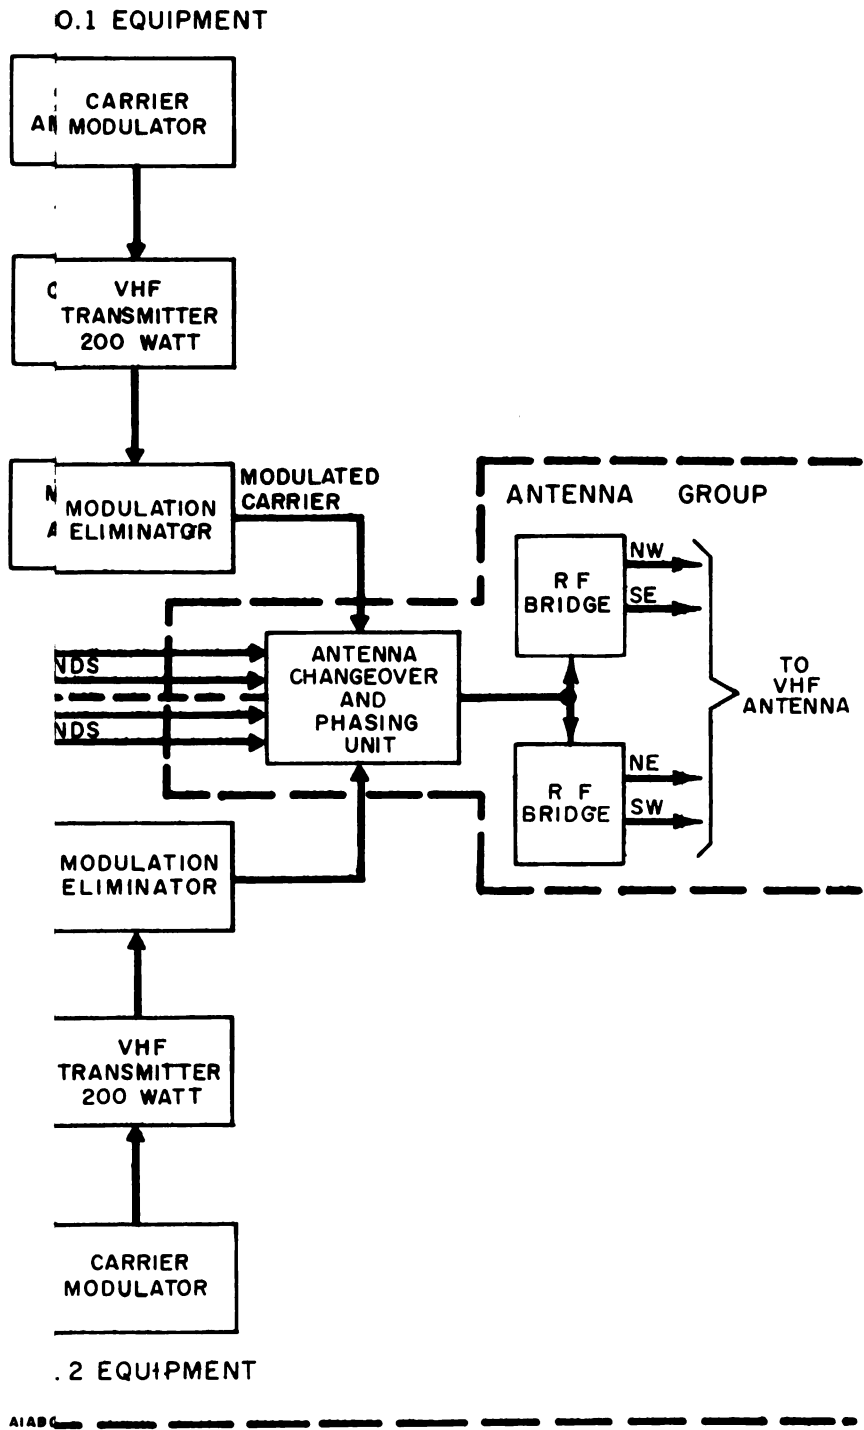 O.1 EQUIPMENT
CARRIER
MODULATOR
VHF
TRANSMITTER
200 WATT
MODULATION
ELIMINATOR
MODULATED
CARRIER
ANTENNA GROUP
RF
BRIDGE
NW
SE
NDS
NDS
ANTENNA
CHANGEOVER
AND
PHASING
UNIT
TO
VHF
ANTENNA
RF
BRIDGE
NE
SW
MODULATION
ELIMINATOR
VHF
TRANSMITTER
200 WATT
CARRIER
MODULATOR
. 2 EQUIPMENT